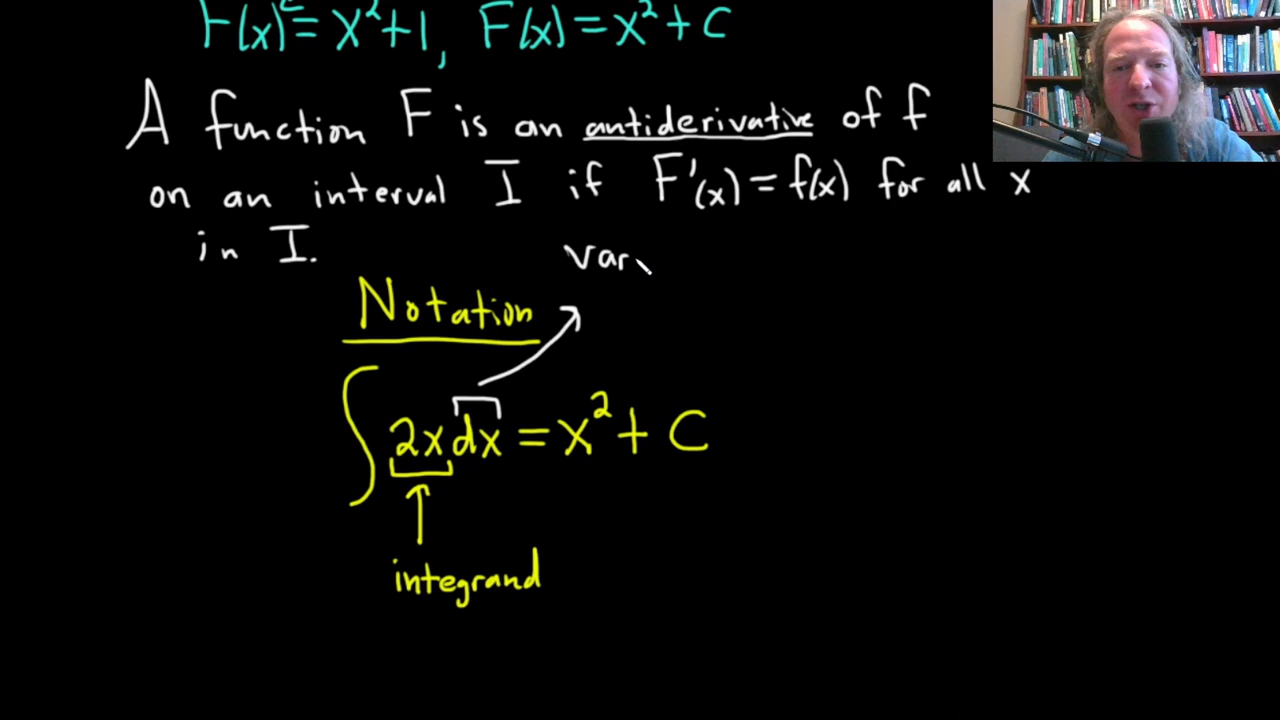 F(x) = x² + 1, F(x) = x² + C
A function F is an antiderivative of f
on an interval I if F'(x) = f(x) for all x
in I.
var
Notation
∫ 2x dx = x² + C
integrand